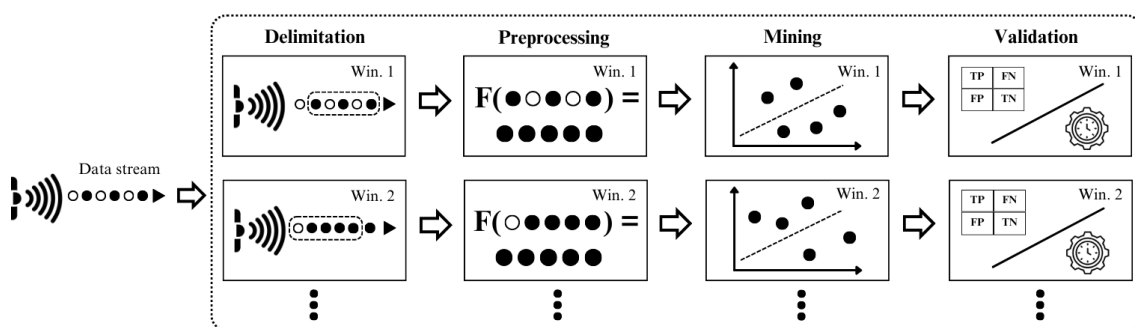 Delimitation Preprocessing Mining Validation
Win. 1 Win. 1 Win. 1 Win. 1
TP FN
F( ) =
FP TN
Data stream
Win. 2 Win. 2 Win. 2 Win. 2
TP FN
F( ) =
FP TN